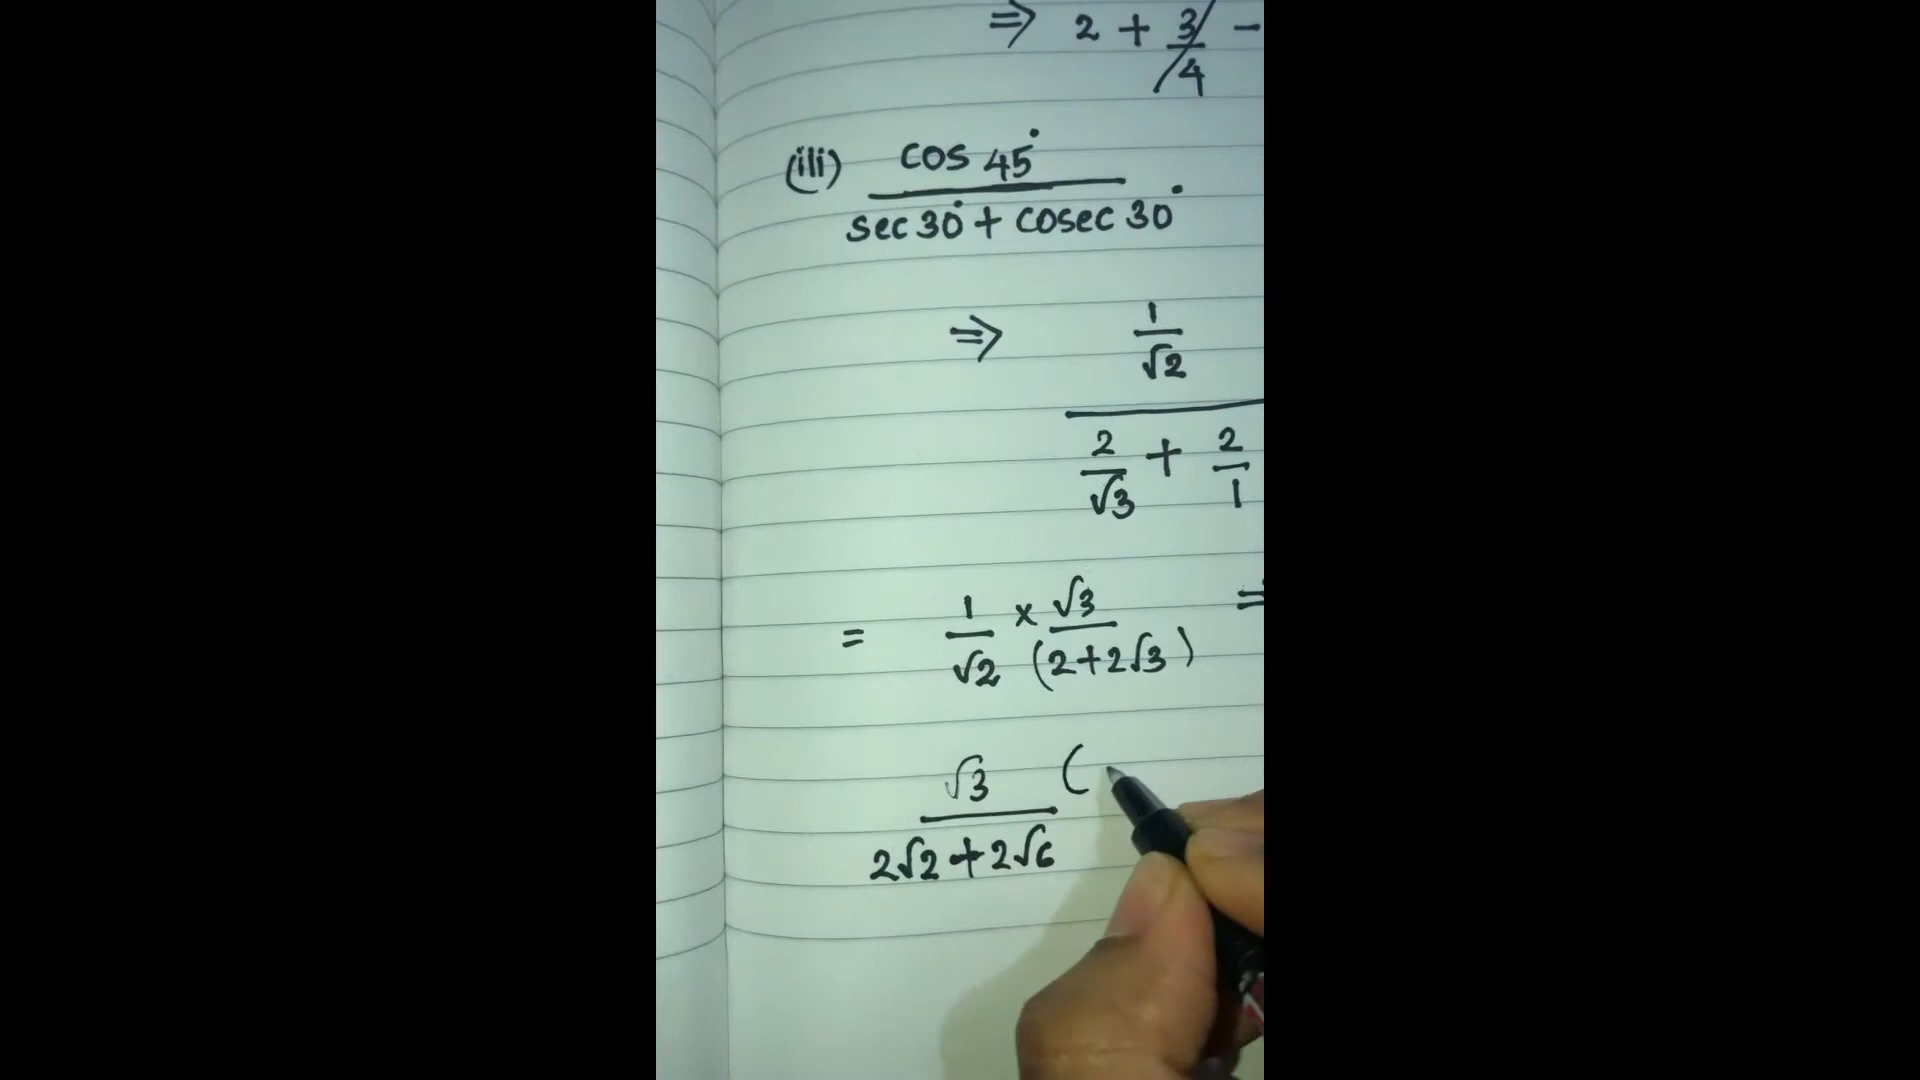 ⇒ 2 + 3/4 -
(iii) cos 45°
sec 30° + cosec 30°
⇒ 1
√2
2/√3 + 2/1
= 1/√2 × √3/(2+2√3) =
√3 (
2√2 + 2√6